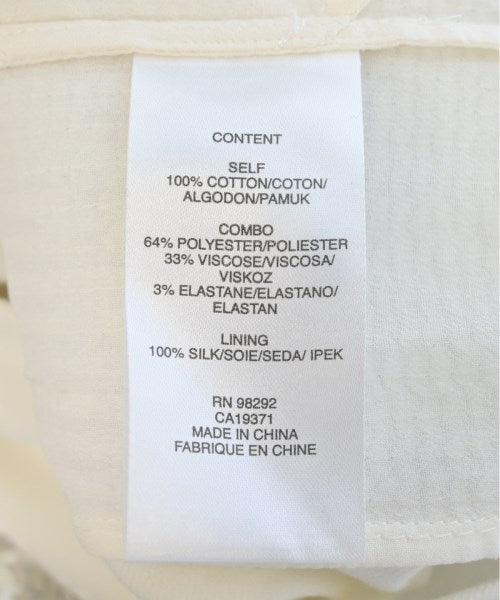 CONTENT
SELF
100% COTTON/COTON/
ALGODON/PAMUK
COMBO
64% POLYESTER/POLIESTER
33% VISCOSE/VISCOSA/
VISKOZ
3% ELASTANE/ELASTANO/
ELASTAN
LINING
100% SILK/SOIE/SEDA/ IPEK
RN 98292
CA19371
MADE IN CHINA
FABRIQUE EN CHINE